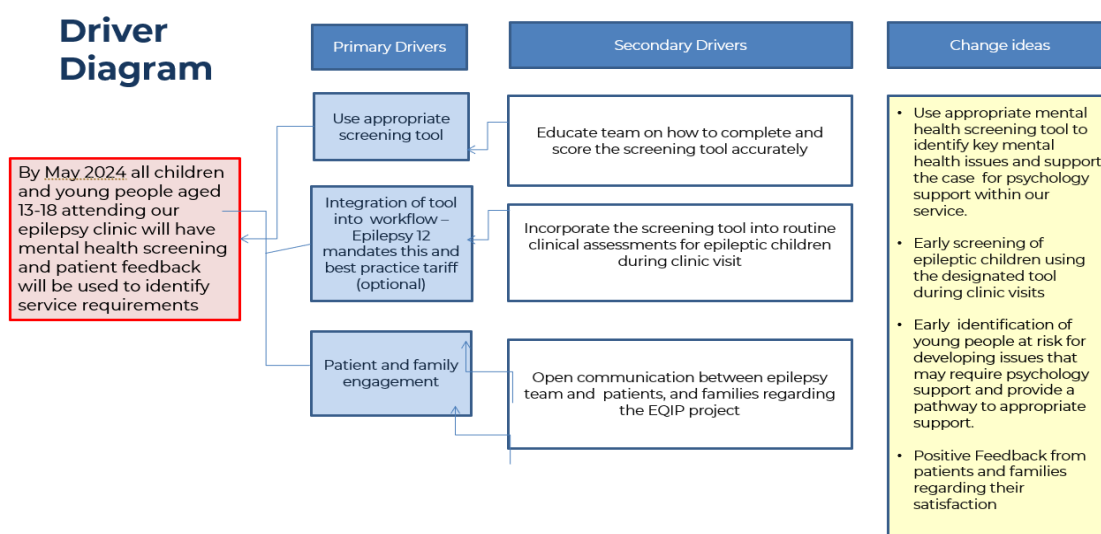 Driver
Diagram
Primary Drivers
Secondary Drivers
Change ideas
By May 2024 all children
and young people aged
13-18 attending our
epilepsy clinic will have
mental health screening
and patient feedback
will be used to identify
service requirements
Use appropriate
screening tool
Integration of tool
into workflow –
Epilepsy 12
mandates this and
best practice tariff
(optional)
Patient and family
engagement
Educate team on how to complete and
score the screening tool accurately
Incorporate the screening tool into routine
clinical assessments for epileptic children
during clinic visit
Open communication between epilepsy
team and patients, and families regarding
the EQIP project
• Use appropriate mental
health screening tool to
identify key mental
health issues and support
the case for psychology
support within our
service.
• Early screening of
epileptic children using
the designated tool
during clinic visits
• Early identification of
young people at risk for
developing issues that
may require psychology
support and provide a
pathway to appropriate
support.
• Positive Feedback from
patients and families
regarding their
satisfaction